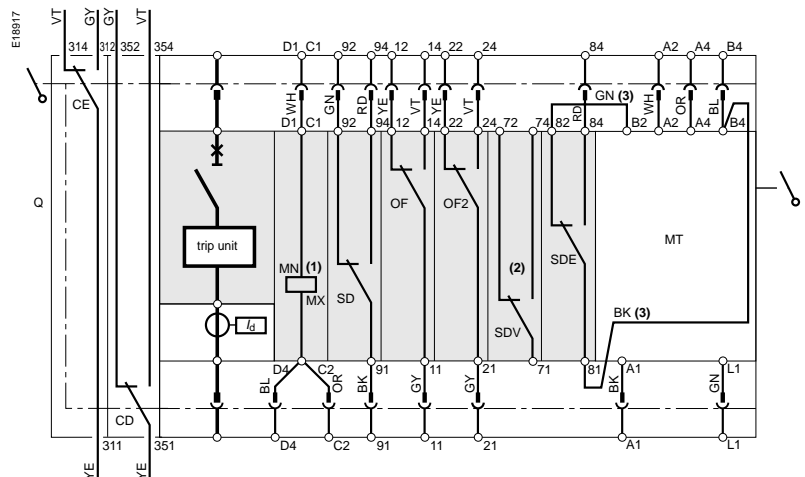 E18917
VT
GY
GY
VT
314
312
352
354
D1
C1
92
94
12
14
22
24
84
A2
A4
B4
CE
WH
GN
RD
YE
VT
YE
VT
RD
GN (3)
WH
OR
BL
D1
C1
92
94
12
14
22
24
72
74
82
84
B2
A2
A4
B4
Q
OF
OF2
MT
trip unit
MN (1)
MX
SD
(2)
SDE
SDV
BK (3)
Id
D4
C2
91
11
21
71
81
A1
L1
BL
OR
BK
GY
GY
BK
GN
CD
311
351
D4
C2
91
11
21
A1
L1
YE
YE